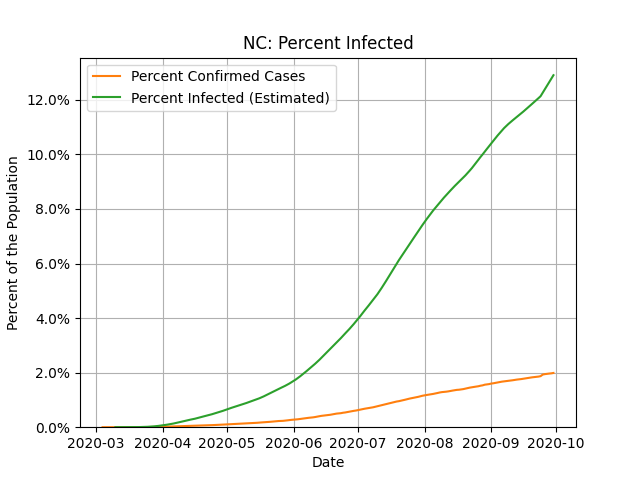 NC: Percent Infected
Percent Confirmed Cases
Percent Infected (Estimated)
12.0%
10.0%
8.0%
6.0%
4.0%
2.0%
0.0%
Percent of the Population
2020-03 2020-04 2020-05 2020-06 2020-07 2020-08 2020-09 2020-10
Date